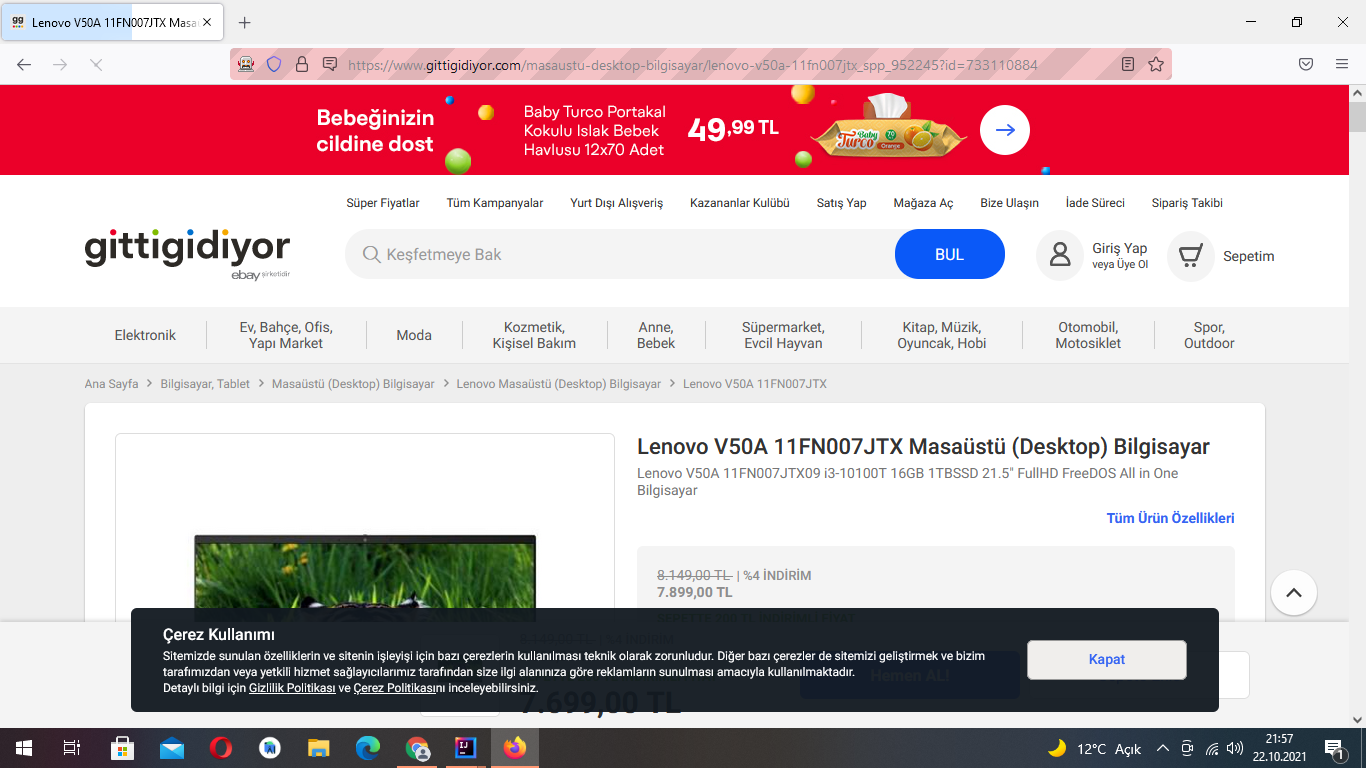 Lenovo V50A 11FN007JTX Masa
https://www.gittigidiyor.com/masaustu-desktop-bilgisayar/lenovo-v50a-11fn007jtx_spp_952245?id=733110884
Bebeğinizin
cildine dost
Baby Turco Portakal
Kokulu Islak Bebek
Havlusu 12x70 Adet
49,99 TL
Baby
Turco
70
Orange
Süper Fiyatlar
Tüm Kampanyalar
Yurt Dışı Alışveriş
Kazananlar Kulübü
Satış Yap
Mağaza Aç
Bize Ulaşın
İade Süreci
Sipariş Takibi
gittigidiyor
ebay şirketidir
Keşfetmeye Bak
BUL
Giriş Yap
veya Üye Ol
Sepetim
Elektronik
Ev, Bahçe, Ofis,
Yapı Market
Moda
Kozmetik,
Kişisel Bakım
Anne,
Bebek
Süpermarket,
Evcil Hayvan
Kitap, Müzik,
Oyuncak, Hobi
Otomobil,
Motosiklet
Spor,
Outdoor
Ana Sayfa > Bilgisayar, Tablet > Masaüstü (Desktop) Bilgisayar > Lenovo Masaüstü (Desktop) Bilgisayar > Lenovo V50A 11FN007JTX
Lenovo V50A 11FN007JTX Masaüstü (Desktop) Bilgisayar
Lenovo V50A 11FN007JTX09 i3-10100T 16GB 1TBSSD 21.5" FullHD FreeDOS All in One
Bilgisayar
Tüm Ürün Özellikleri
8.149,00 TL | %4 İNDİRİM
7.899,00 TL
Çerez Kullanımı
Sitemizde sunulan özelliklerin ve sitenin işleyişi için bazı çerezlerin kullanılması teknik olarak zorunludur. Diğer bazı çerezler de sitemizi geliştirmek ve bizim
tarafımızdan veya yetkili hizmet sağlayıcılarımız tarafından size ilgi alanınıza göre reklamların sunulması amacıyla kullanılmaktadır.
Detaylı bilgi için Gizlilik Politikası ve Çerez Politikasını inceleyebilirsiniz.
Kapat
Hemen AL!
7.699,00 TL
12°C Açık
21:57
22.10.2021
1